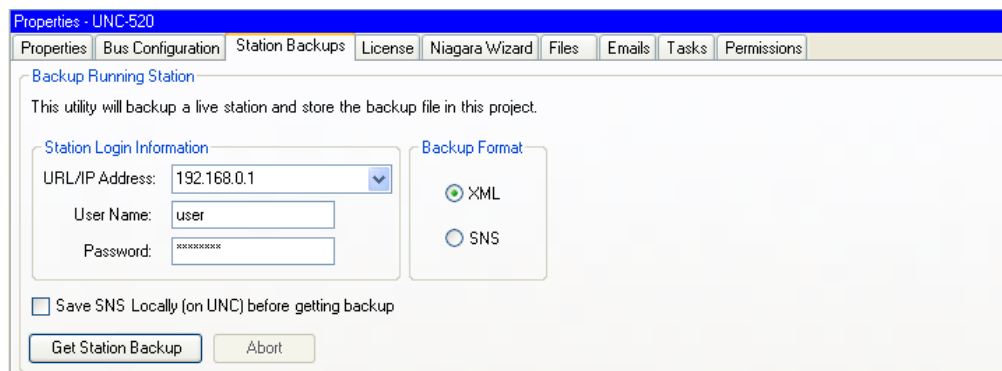 Properties - UNC-520
Properties Bus Configuration Station Backups License Niagara Wizard Files Emails Tasks Permissions
Backup Running Station
This utility will backup a live station and store the backup file in this project.
Station Login Information Backup Format
URL/IP Address: 192.168.0.1
XML
User Name: user
SNS
Password: ********
Save SNS Locally (on UNC) before getting backup
Get Station Backup Abort